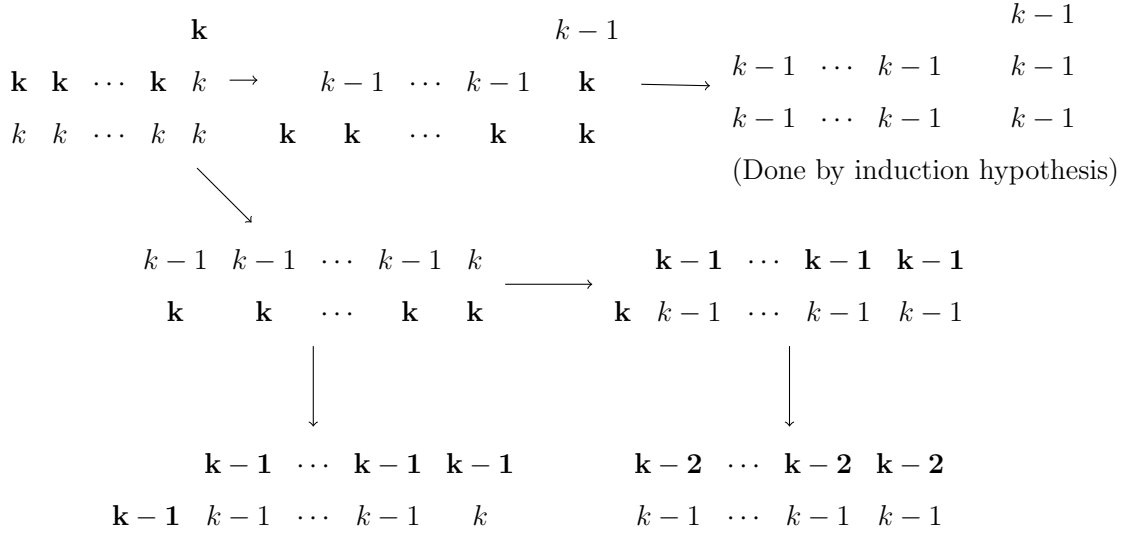 k
k k ⋯ k k → k − 1 ⋯ k − 1 k → k − 1 ⋯ k − 1 k − 1
k k ⋯ k k k k ⋯ k k k − 1 ⋯ k − 1 k − 1
k − 1
k − 1
(Done by induction hypothesis)
k − 1 k − 1 ⋯ k − 1 k
k k ⋯ k k
k − 1 ⋯ k − 1 k − 1
k k − 1 ⋯ k − 1 k − 1
k − 1 ⋯ k − 1 k − 1
k − 1 k − 1 ⋯ k − 1 k
k − 2 ⋯ k − 2 k − 2
k − 1 ⋯ k − 1 k − 1